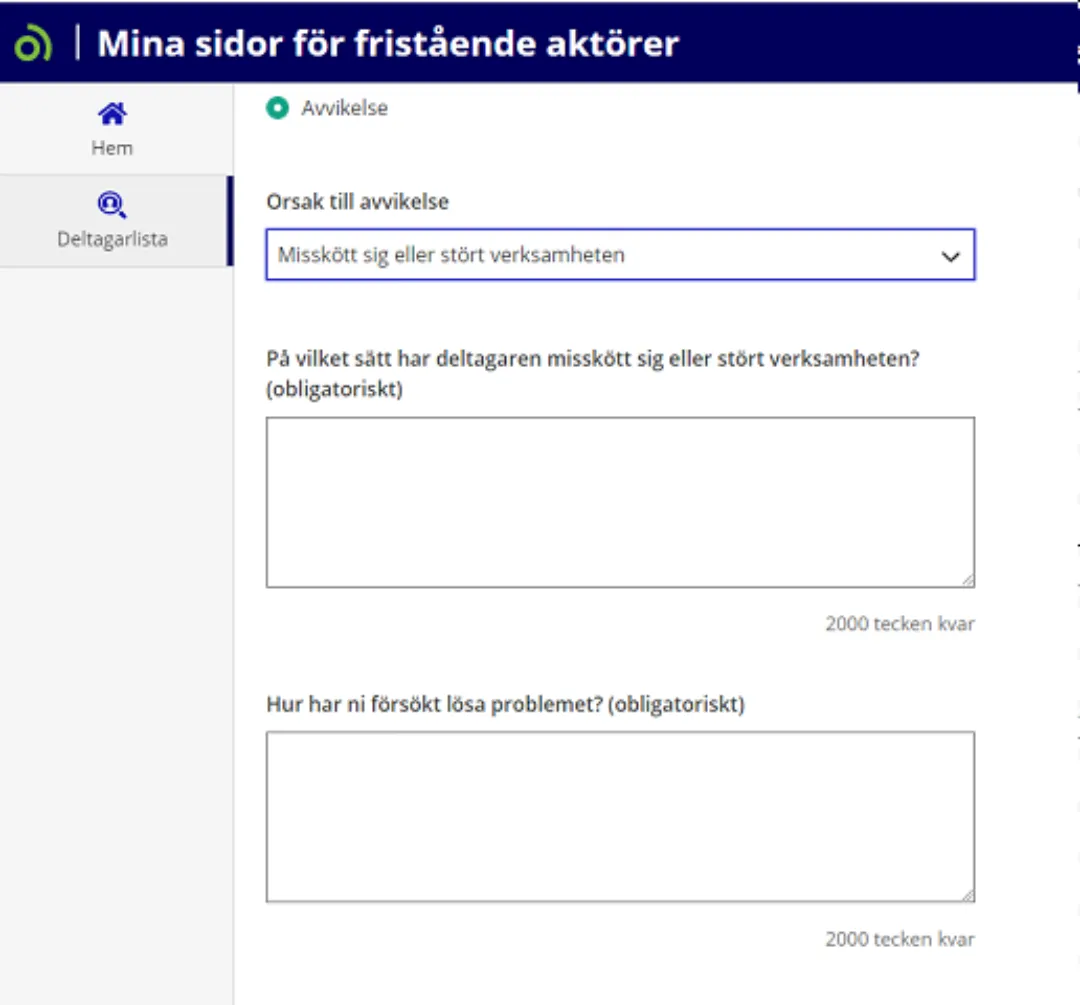 Mina sidor för fristående aktörer
Hem
Deltagarlista
Avvikelse
Orsak till avvikelse
Misskött sig eller stört verksamheten
På vilket sätt har deltagaren misskött sig eller stört verksamheten?
(obligatoriskt)
2000 tecken kvar
Hur har ni försökt lösa problemet? (obligatoriskt)
2000 tecken kvar